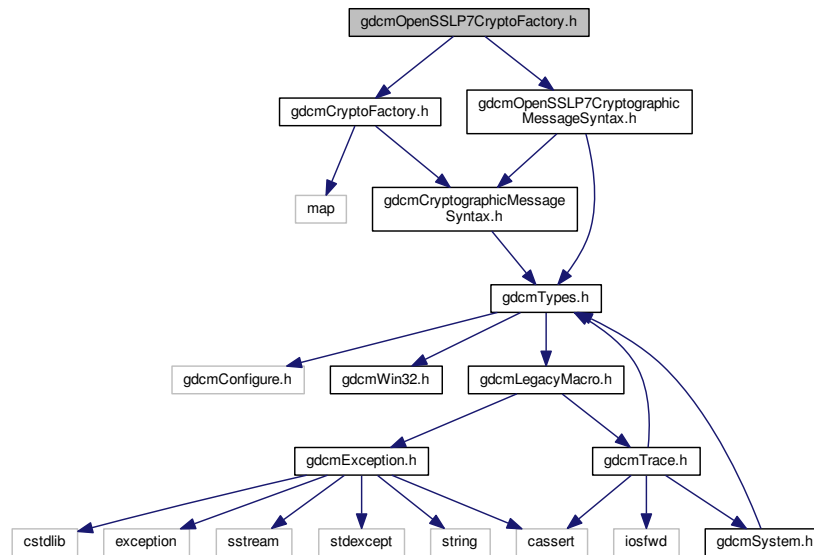 gdcmOpenSSLP7CryptoFactory.h
gdcmCryptoFactory.h
gdcmOpenSSLP7Cryptographic
MessageSyntax.h
map
gdcmCryptographicMessage
Syntax.h
gdcmTypes.h
gdcmConfigure.h
gdcmWin32.h
gdcmLegacyMacro.h
gdcmException.h
gdcmTrace.h
cstdlib
exception
sstream
stdexcept
string
cassert
iosfwd
gdcmSystem.h